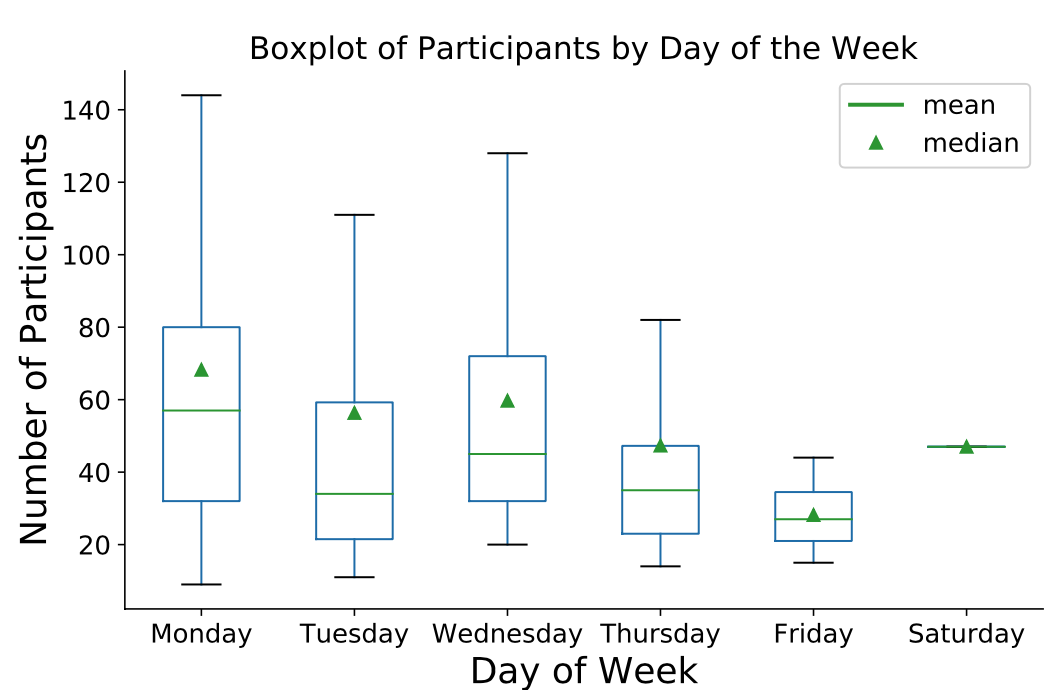 Boxplot of Participants by Day of the Week
mean
median
Number of Participants
140
120
100
80
60
40
20
Monday Tuesday Wednesday Thursday Friday Saturday
Day of Week